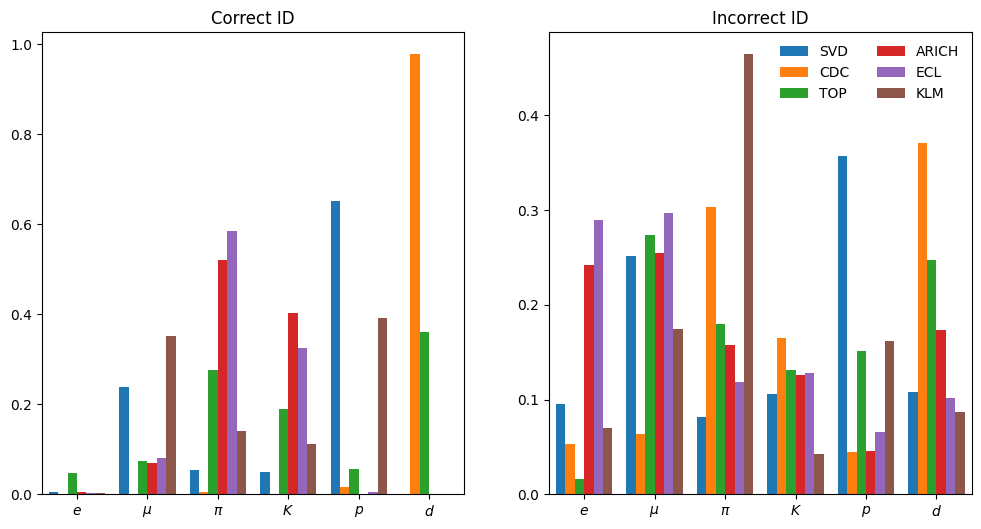 Correct ID
Incorrect ID
1.0
0.8
0.6
0.4
0.2
0.0
e
μ
π
K
p
d
0.4
0.3
0.2
0.1
0.0
SVD
CDC
TOP
ARICH
ECL
KLM
e
μ
π
K
p
d